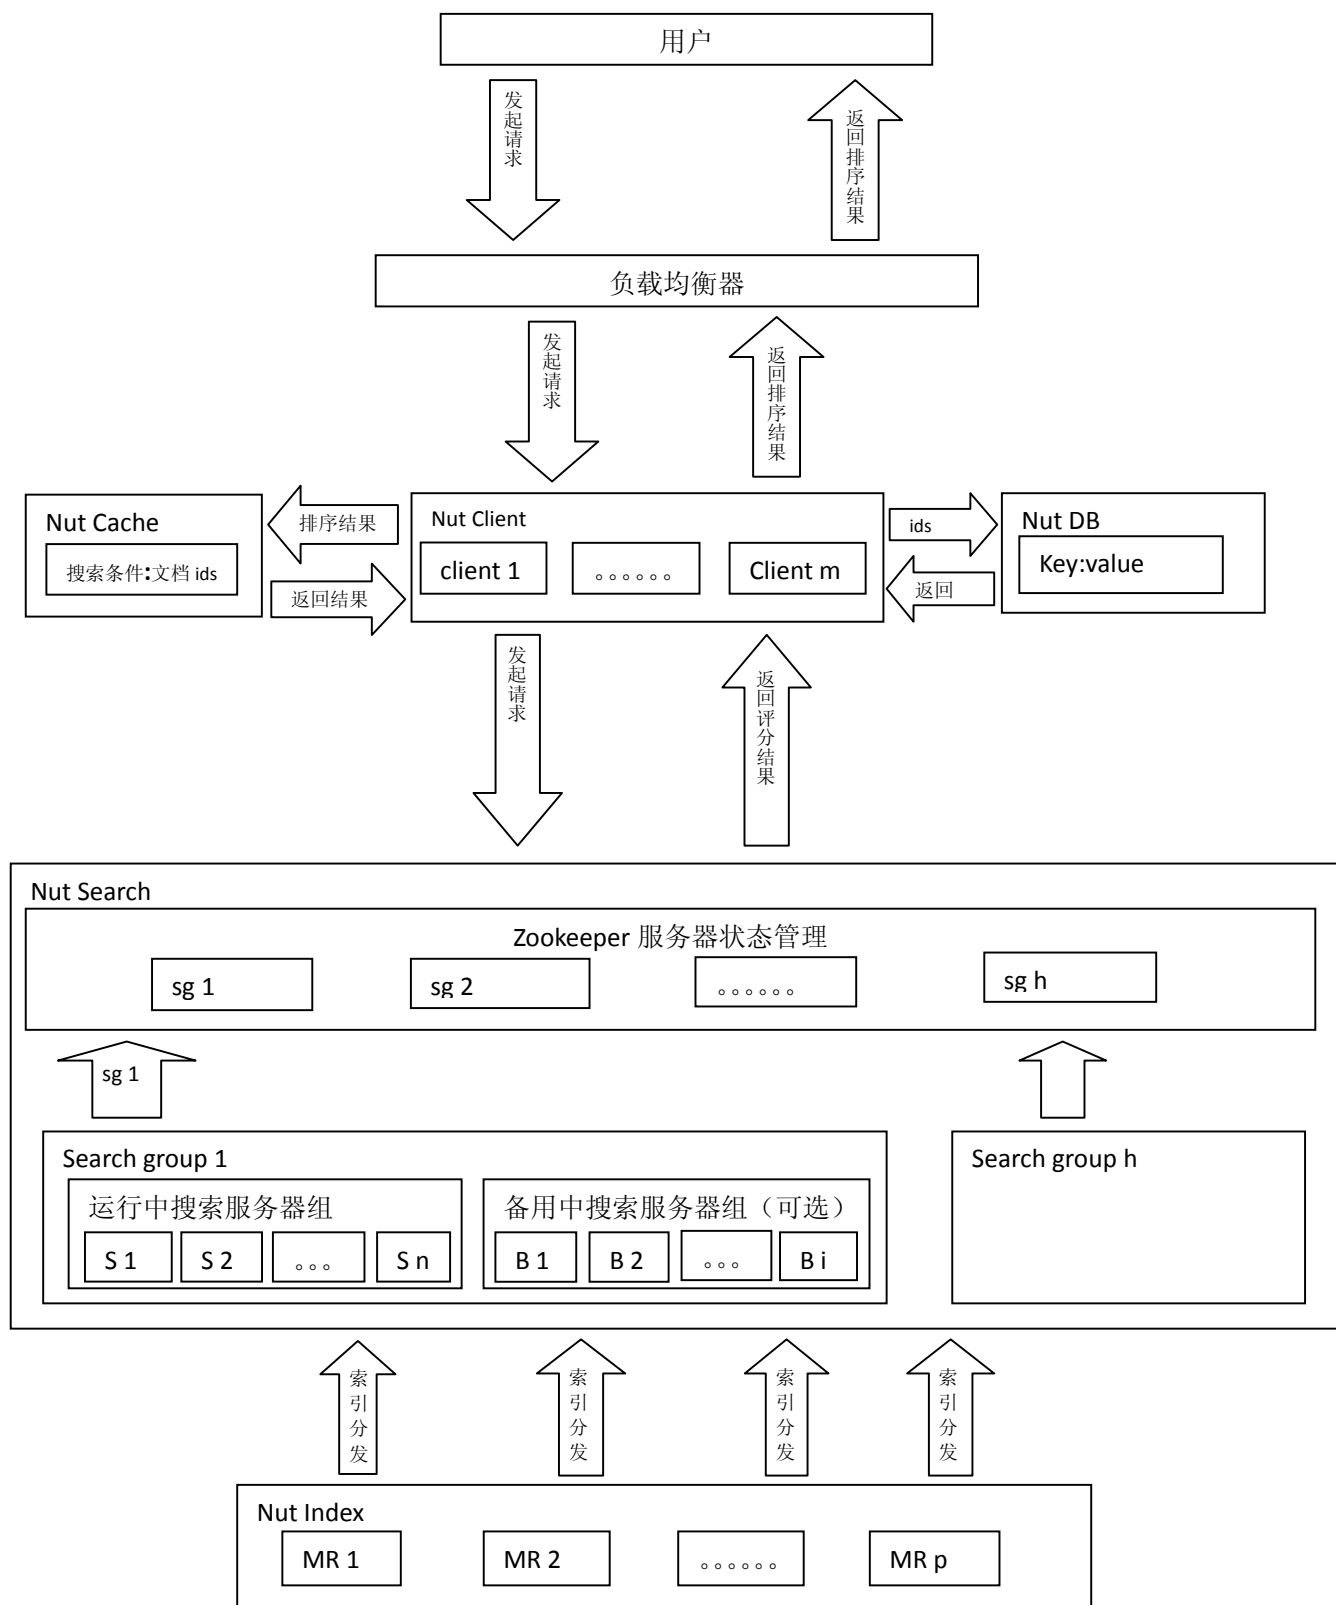 用户
发起请求
返回排序结果
负载均衡器
发起请求
返回排序结果
Nut Cache
搜索条件:文档 ids
排序结果
返回结果
Nut Client
client 1
。。。。。。
Client m
ids
返回
Nut DB
Key:value
发起请求
返回评分结果
Nut Search
Zookeeper 服务器状态管理
sg 1
sg 2
。。。。。。
sg h
sg 1
Search group 1
运行中搜索服务器组
S 1
S 2
。。。
S n
备用中搜索服务器组（可选）
B 1
B 2
。。。
B i
Search group h
索引分发
索引分发
索引分发
索引分发
Nut Index
MR 1
MR 2
。。。。。。
MR p